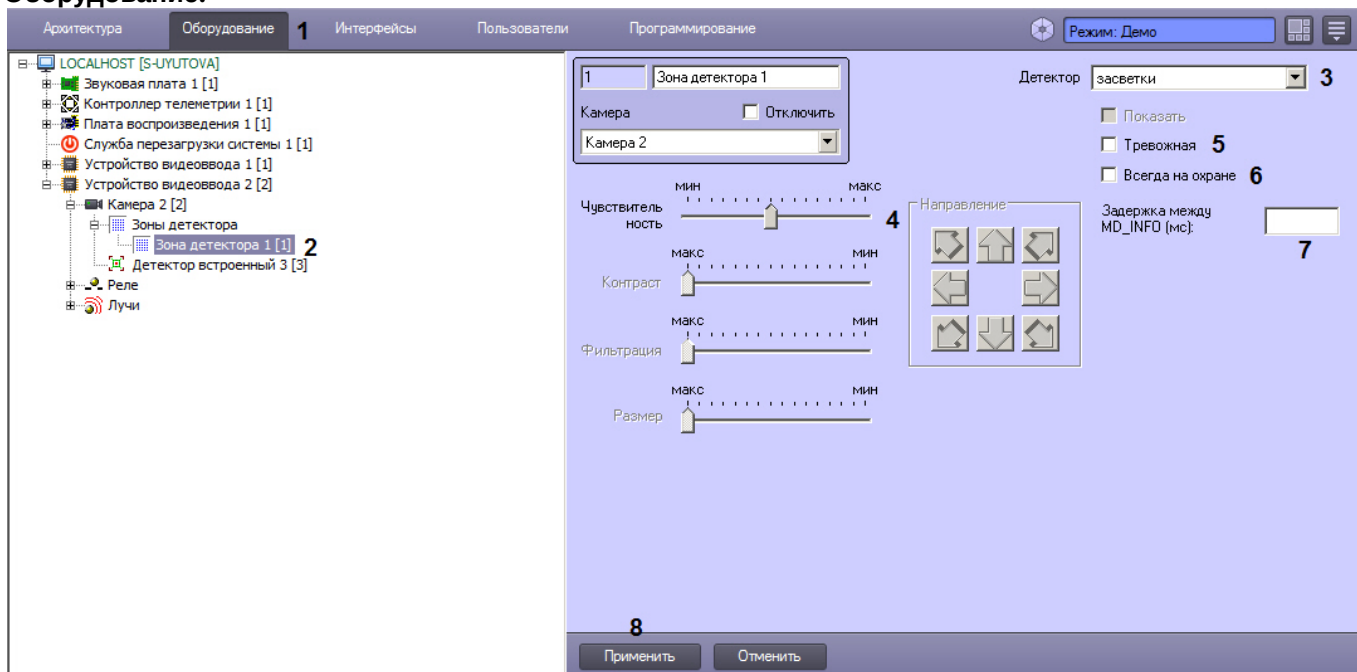 Оборудование.
Архитектура Оборудование 1 Интерфейсы Пользователи Программирование Режим: Демо
LOCALHOST [S-UYUTOVA]
Звуковая плата 1 [1]
Контроллер телеметрии 1 [1]
Плата воспроизведения 1 [1]
Служба перезагрузки системы 1 [1]
Устройство видеоввода 1 [1]
Устройство видеоввода 2 [2]
Камера 2 [2]
Зоны детектора
Зона детектора 1 [1] 2
Детектор встроенный 3 [3]
Реле
Лучи
1 Зона детектора 1
Камера Отключить
Камера 2
Детектор засветки 3
Показать
Тревожная 5
Всегда на охране 6
Задержка между
MD_INFO (мс):
7
мин макс
Чувствитель
ность 4
макс мин
Контраст
макс мин
Фильтрация
макс мин
Размер
Направление
8
Применить Отменить